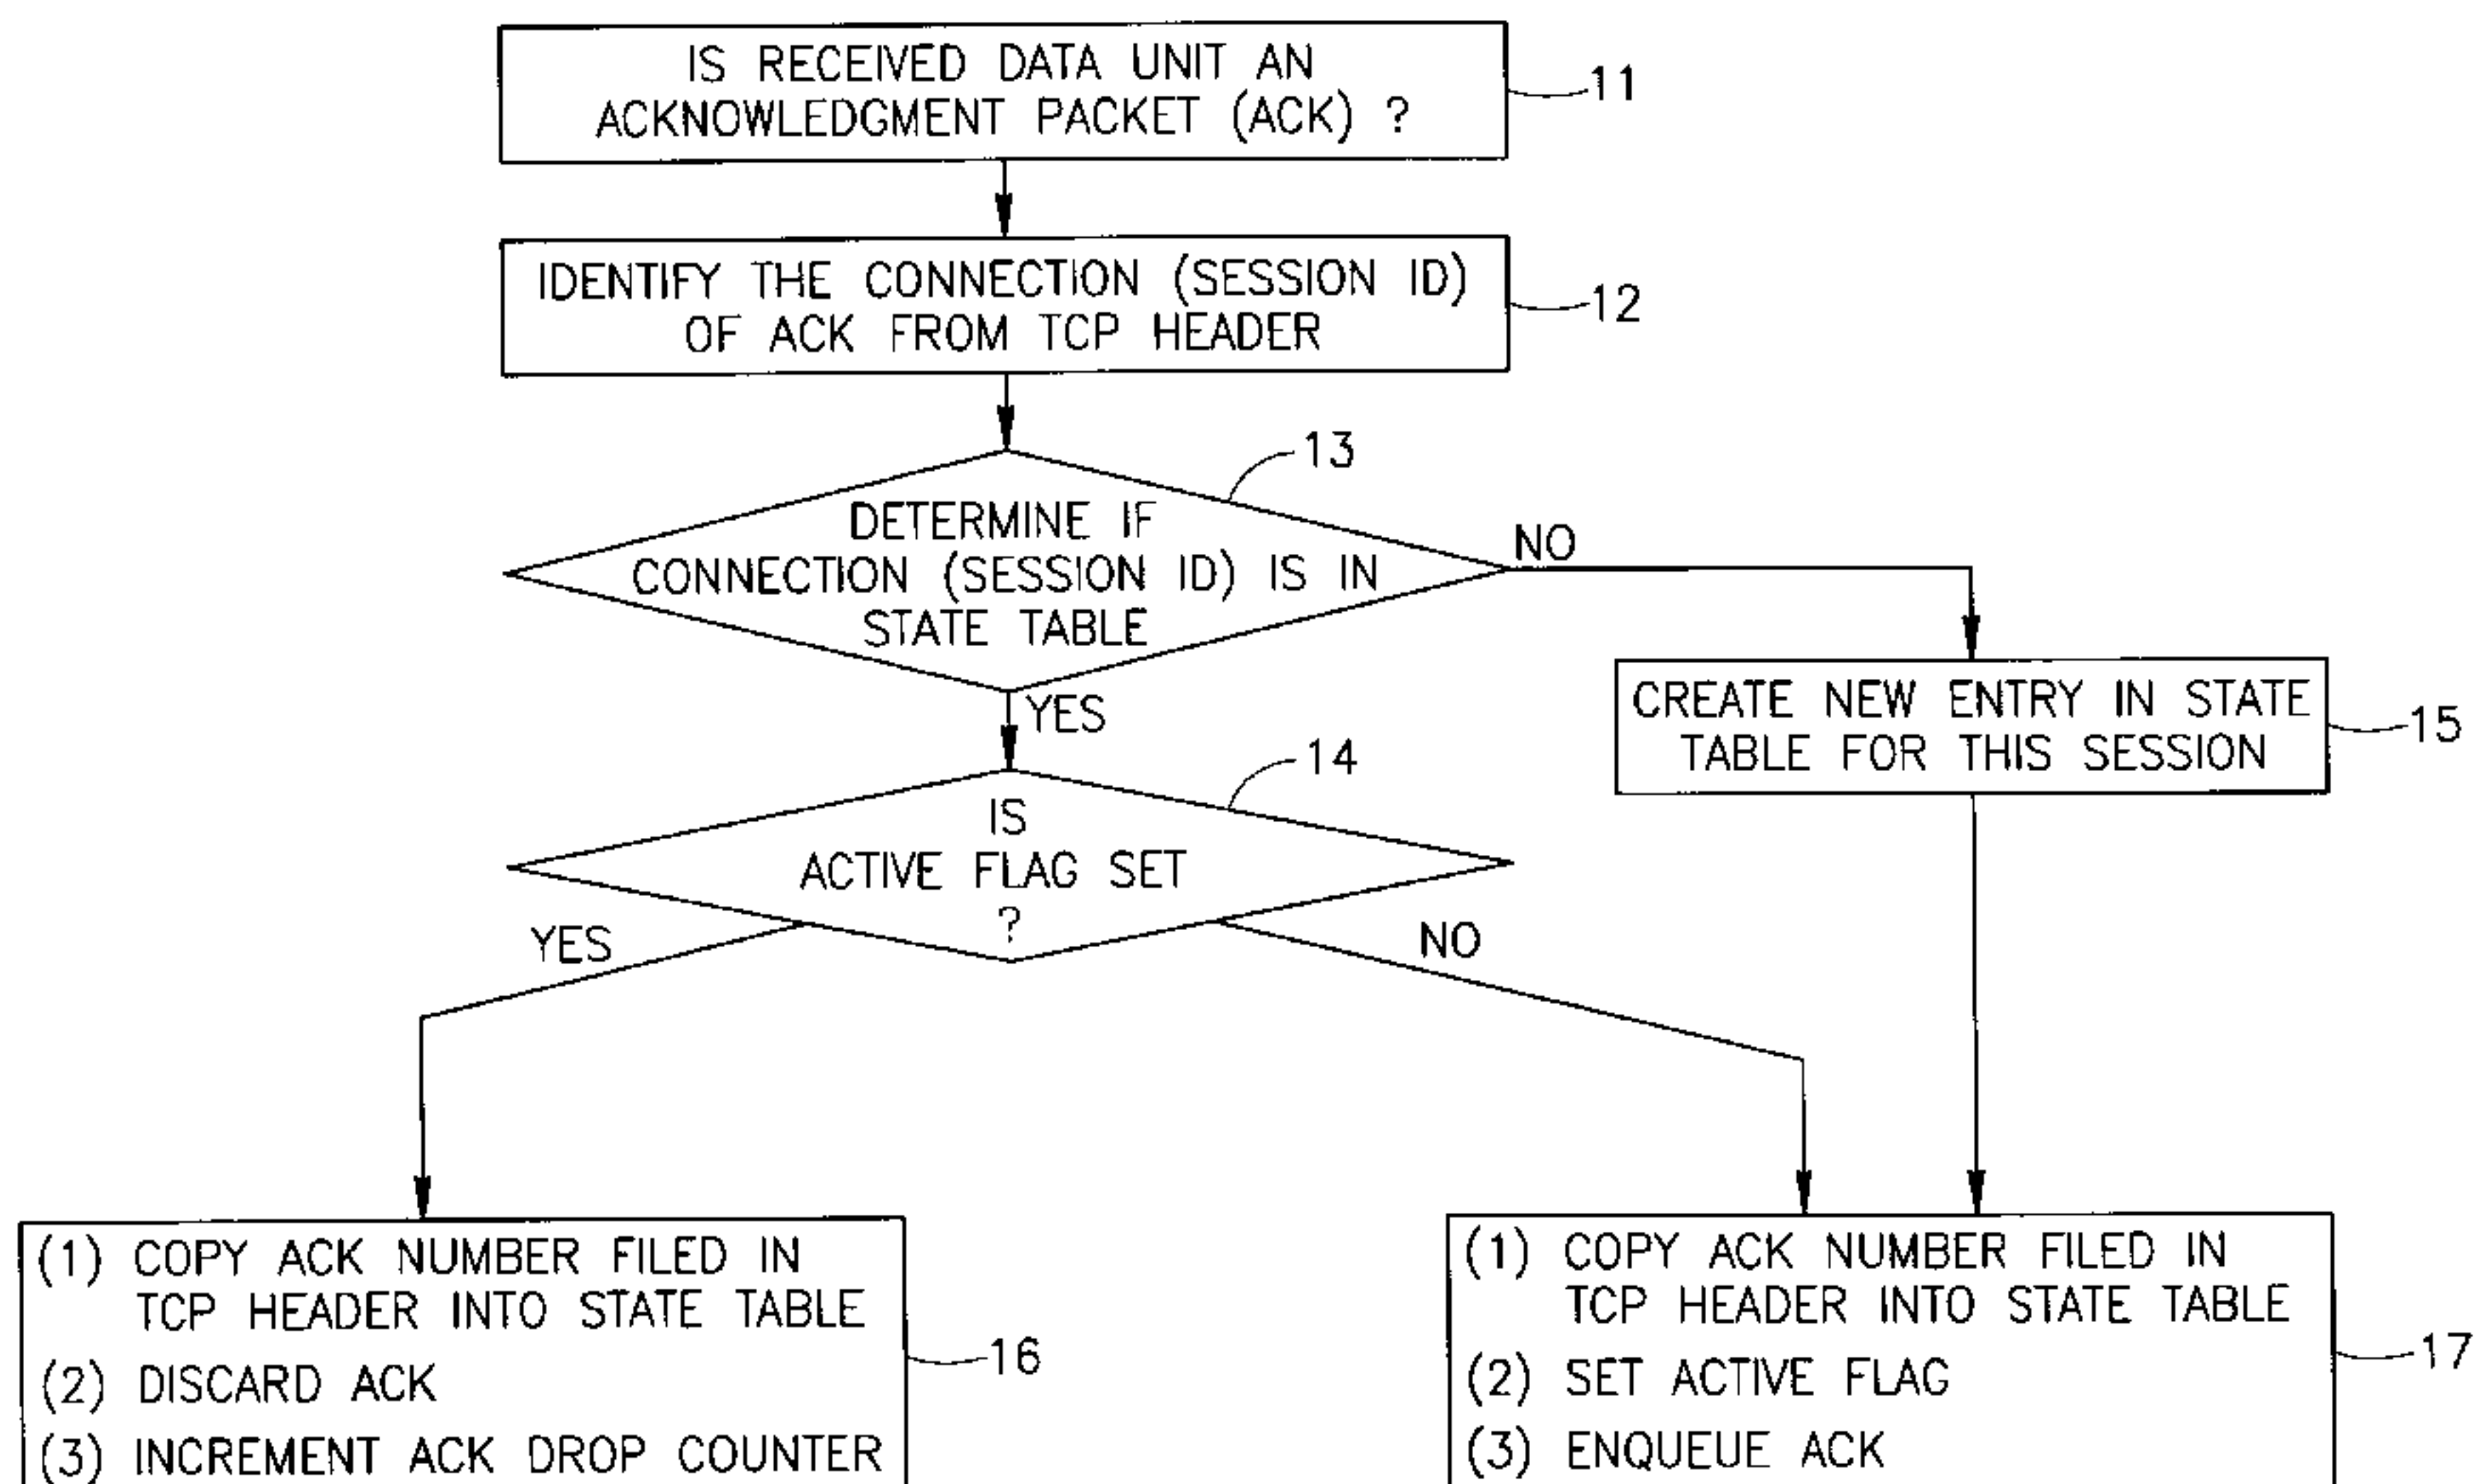 IS RECEIVED DATA UNIT AN
ACKNOWLEDGMENT PACKET (ACK) ?
11
IDENTIFY THE CONNECTION (SESSION ID)
OF ACK FROM TCP HEADER
12
13
DETERMINE IF
CONNECTION (SESSION ID) IS IN
STATE TABLE
NO
YES
CREATE NEW ENTRY IN STATE
TABLE FOR THIS SESSION
15
14
IS
ACTIVE FLAG SET
?
YES
NO
(1) COPY ACK NUMBER FILED IN
TCP HEADER INTO STATE TABLE
(2) DISCARD ACK
(3) INCREMENT ACK DROP COUNTER
16
(1) COPY ACK NUMBER FILED IN
TCP HEADER INTO STATE TABLE
(2) SET ACTIVE FLAG
(3) ENQUEUE ACK
17